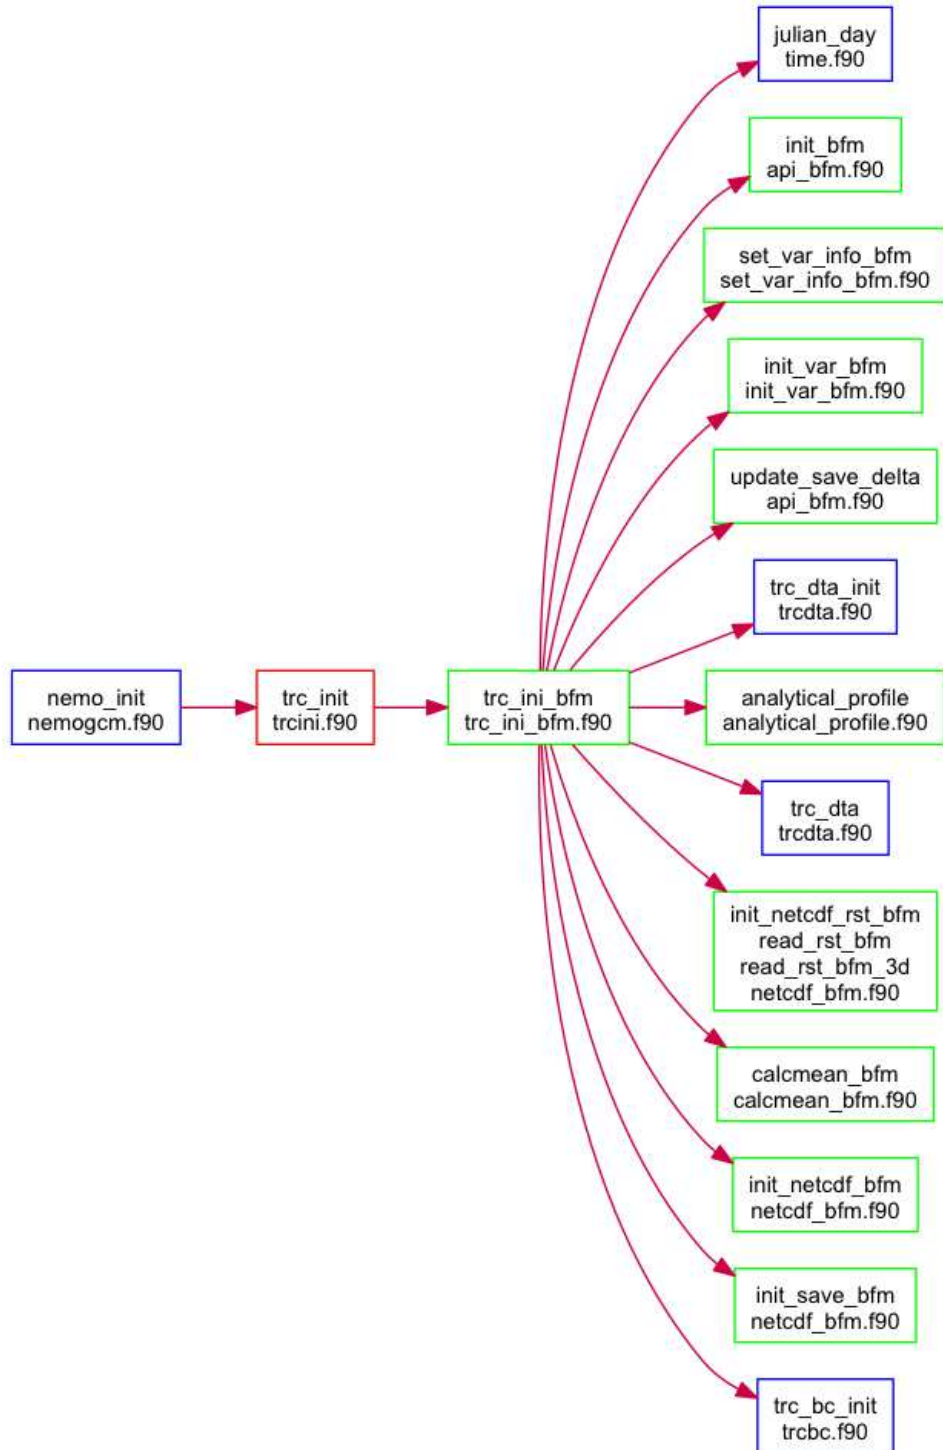 julian_day
time.f90
init_bfm
api_bfm.f90
set_var_info_bfm
set_var_info_bfm.f90
init_var_bfm
init_var_bfm.f90
update_save_delta
api_bfm.f90
trc_dta_init
trcdta.f90
nemo_init
nemogcm.f90
trc_init
trcini.f90
trc_ini_bfm
trc_ini_bfm.f90
analytical_profile
analytical_profile.f90
trc_dta
trcdta.f90
init_netcdf_rst_bfm
read_rst_bfm
read_rst_bfm_3d
netcdf_bfm.f90
calcmean_bfm
calcmean_bfm.f90
init_netcdf_bfm
netcdf_bfm.f90
init_save_bfm
netcdf_bfm.f90
trc_bc_init
trcbc.f90